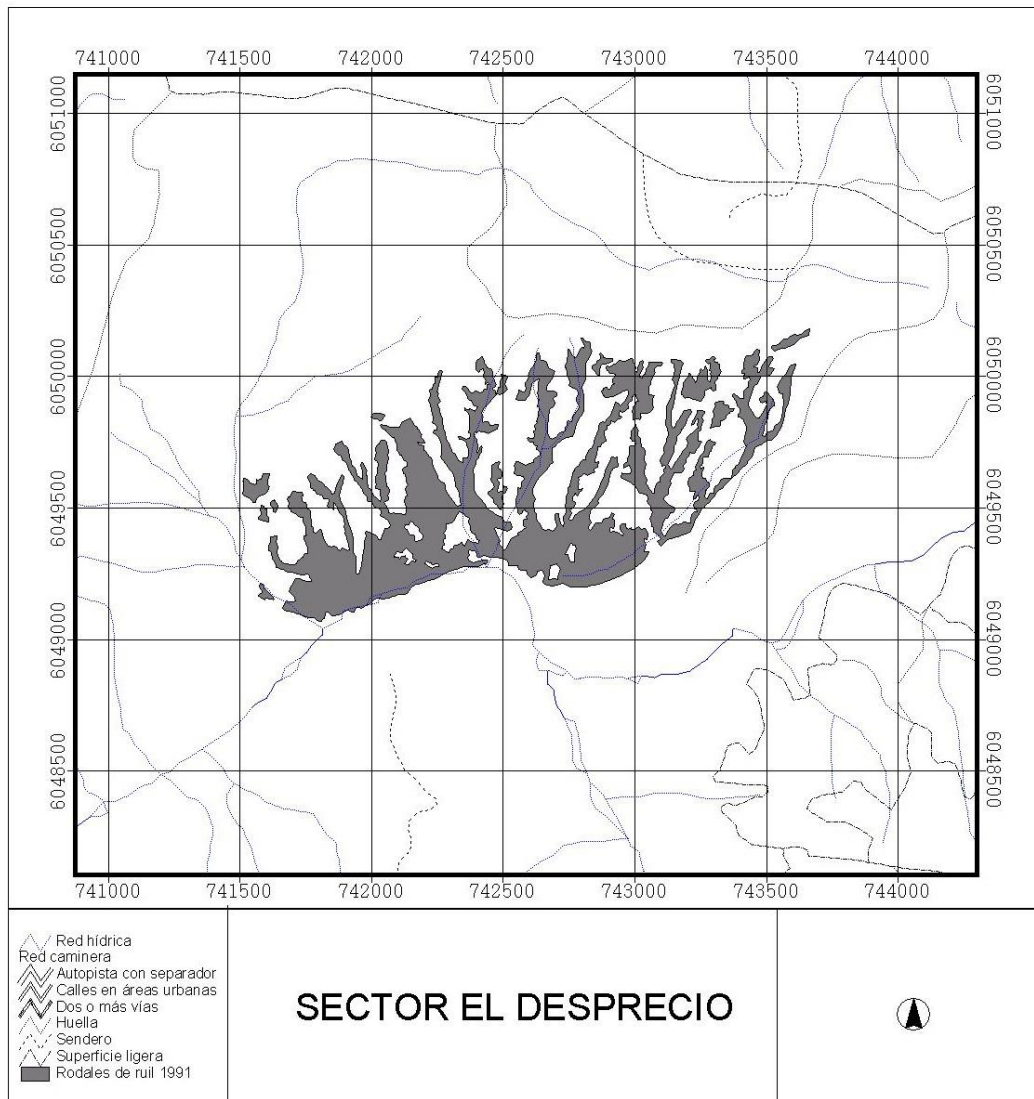 741000 741500 742000 742500 743000 743500 744000
6051000 6051000
6050500 6050500
6050000 6050000
6049500 6049500
6049000 6049000
6048500 6048500
741000 741500 742000 742500 743000 743500 744000
Red hídrica
Red caminera
Autopista con separador
Calles en áreas urbanas
Dos o más vías
Huella
Sendero
Superficie ligera
Rodales de ruil 1991
SECTOR EL DESPRECIO